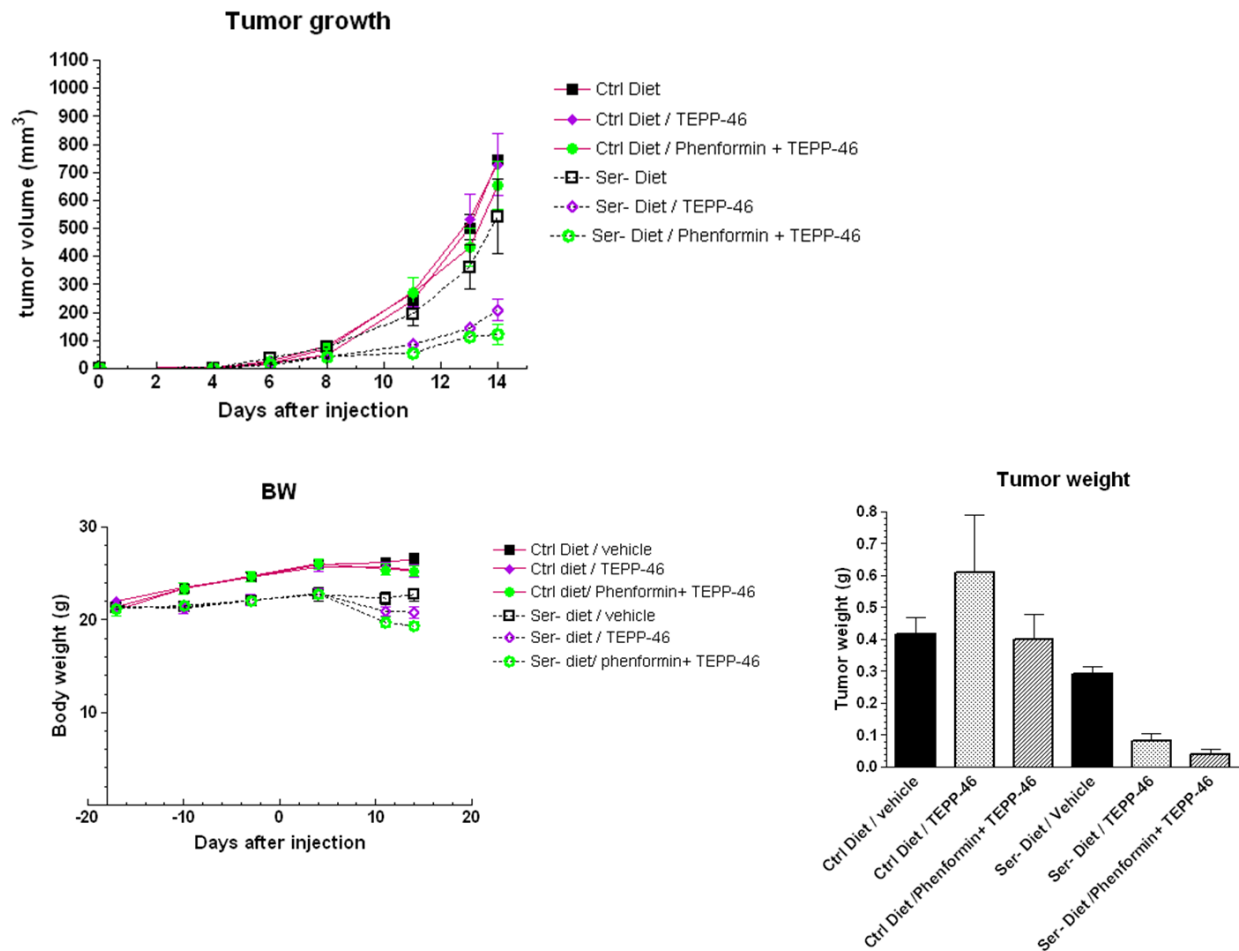 Tumor growth
1100
1000
900
800
700
600
500
400
300
200
100
0
tumor volume (mm³)
0 2 4 6 8 10 12 14
Days after injection
Ctrl Diet
Ctrl Diet / TEPP-46
Ctrl Diet / Phenformin + TEPP-46
Ser- Diet
Ser- Diet / TEPP-46
Ser- Diet / Phenformin + TEPP-46
BW
30
20
10
Body weight (g)
-20 -10 0 10 20
Days after injection
Ctrl Diet / vehicle
Ctrl diet / TEPP-46
Ctrl diet/ Phenformin+ TEPP-46
Ser- diet / vehicle
Ser- diet / TEPP-46
Ser- diet/ phenformin+ TEPP-46
Tumor weight
0.8
0.7
0.6
0.5
0.4
0.3
0.2
0.1
0.0
Tumor weight (g)
Ctrl Diet / vehicle
Ctrl Diet / TEPP-46
Ctrl Diet /Phenformin+ TEPP-46
Ser- Diet / Vehicle
Ser- Diet / TEPP-46
Ser- Diet /Phenformin+ TEPP-46